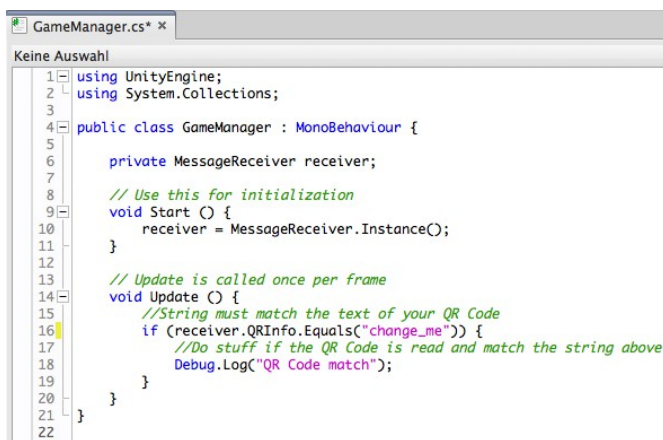 GameManager.cs* ×
Keine Auswahl
1 using UnityEngine;
2 using System.Collections;
3
4 public class GameManager : MonoBehaviour {
5
6 private MessageReceiver receiver;
7
8 // Use this for initialization
9 void Start () {
10 receiver = MessageReceiver.Instance();
11 }
12
13 // Update is called once per frame
14 void Update () {
15 //String must match the text of your QR Code
16 if (receiver.QRInfo.Equals("change_me")) {
17 //Do stuff if the QR Code is read and match the string above
18 Debug.Log("QR Code match");
19 }
20 }
21 }
22